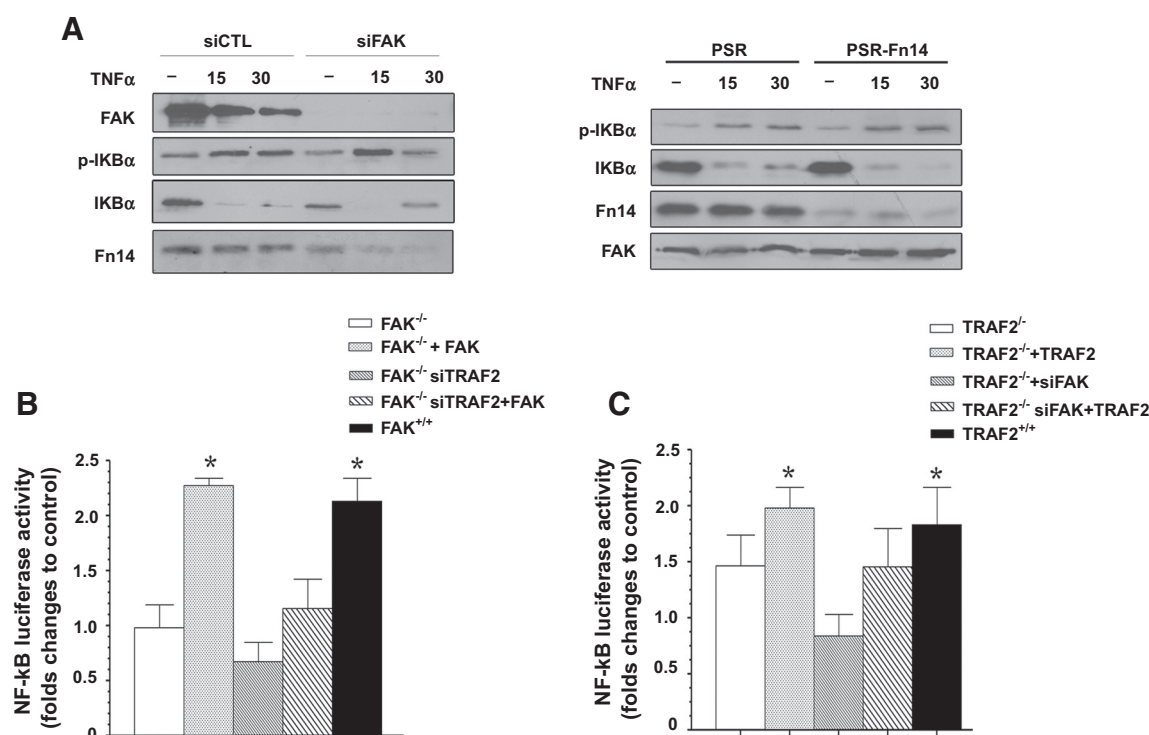 A
siCTL siFAK
TNFα – 15 30 – 15 30
FAK
p-IKBα
IKBα
Fn14
PSR PSR-Fn14
TNFα – 15 30 – 15 30
p-IKBα
IKBα
Fn14
FAK
B
FAK-/-
FAK-/- + FAK
FAK-/- siTRAF2
FAK-/- siTRAF2+FAK
FAK+/+
NF-kB luciferase activity
(folds changes to control)
2.5
2.0
1.5
1.0
0.5
0
* *
C
TRAF2/-
TRAF2-/-+TRAF2
TRAF2-/-+siFAK
TRAF2-/- siFAK+TRAF2
TRAF2+/+
NF-kB luciferase activity
(folds changes to control)
2.5
2.0
1.5
1.0
0.5
0
* *